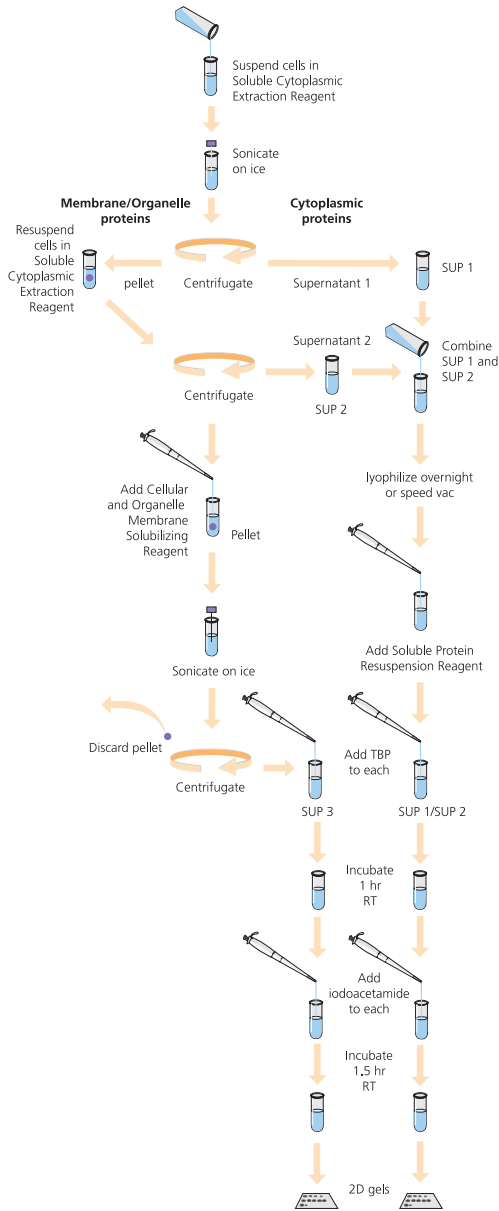 Suspend cells in
Soluble Cytoplasmic
Extraction Reagent
Sonicate
on ice
Membrane/Organelle
proteins
Cytoplasmic
proteins
Resuspend
cells in
Soluble
Cytoplasmic
Extraction
Reagent
pellet
Centrifugate
Supernatant 1
SUP 1
Supernatant 2
Combine
SUP 1 and
SUP 2
Centrifugate
SUP 2
lyophilize overnight
or speed vac
Add Cellular
and Organelle
Membrane
Solubilizing
Reagent
Pellet
Add Soluble Protein
Resuspension Reagent
Sonicate on ice
Discard pellet
Centrifugate
Add TBP
to each
SUP 3
SUP 1/SUP 2
Incubate
1 hr
RT
Add
iodoacetamide
to each
Incubate
1.5 hr
RT
2D gels